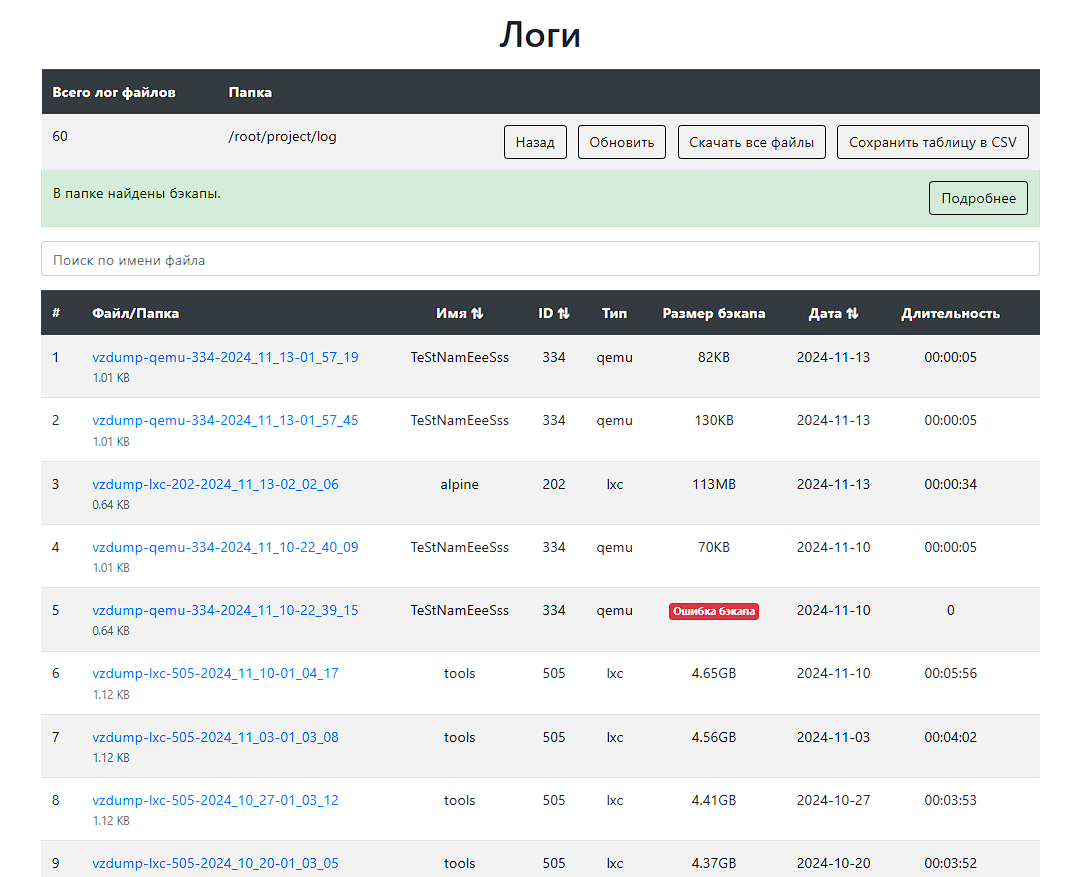 Логи
Всего лог файлов Папка
60 /root/project/log Назад Обновить Скачать все файлы Сохранить таблицу в CSV
В папке найдены бэкапы. Подробнее
Поиск по имени файла
# Файл/Папка Имя ⇅ ID ⇅ Тип Размер бэкапа Дата ⇅ Длительность
1 vzdump-qemu-334-2024_11_13-01_57_19 TeStNamEeeSss 334 qemu 82KB 2024-11-13 00:00:05
1.01 KB
2 vzdump-qemu-334-2024_11_13-01_57_45 TeStNamEeeSss 334 qemu 130KB 2024-11-13 00:00:05
1.01 KB
3 vzdump-lxc-202-2024_11_13-02_02_06 alpine 202 lxc 113MB 2024-11-13 00:00:34
0.64 KB
4 vzdump-qemu-334-2024_11_10-22_40_09 TeStNamEeeSss 334 qemu 70KB 2024-11-10 00:00:05
1.01 KB
5 vzdump-qemu-334-2024_11_10-22_39_15 TeStNamEeeSss 334 qemu Ошибка бэкапа 2024-11-10 0
0.64 KB
6 vzdump-lxc-505-2024_11_10-01_04_17 tools 505 lxc 4.65GB 2024-11-10 00:05:56
1.12 KB
7 vzdump-lxc-505-2024_11_03-01_03_08 tools 505 lxc 4.56GB 2024-11-03 00:04:02
1.12 KB
8 vzdump-lxc-505-2024_10_27-01_03_12 tools 505 lxc 4.41GB 2024-10-27 00:03:53
1.12 KB
9 vzdump-lxc-505-2024_10_20-01_03_05 tools 505 lxc 4.37GB 2024-10-20 00:03:52